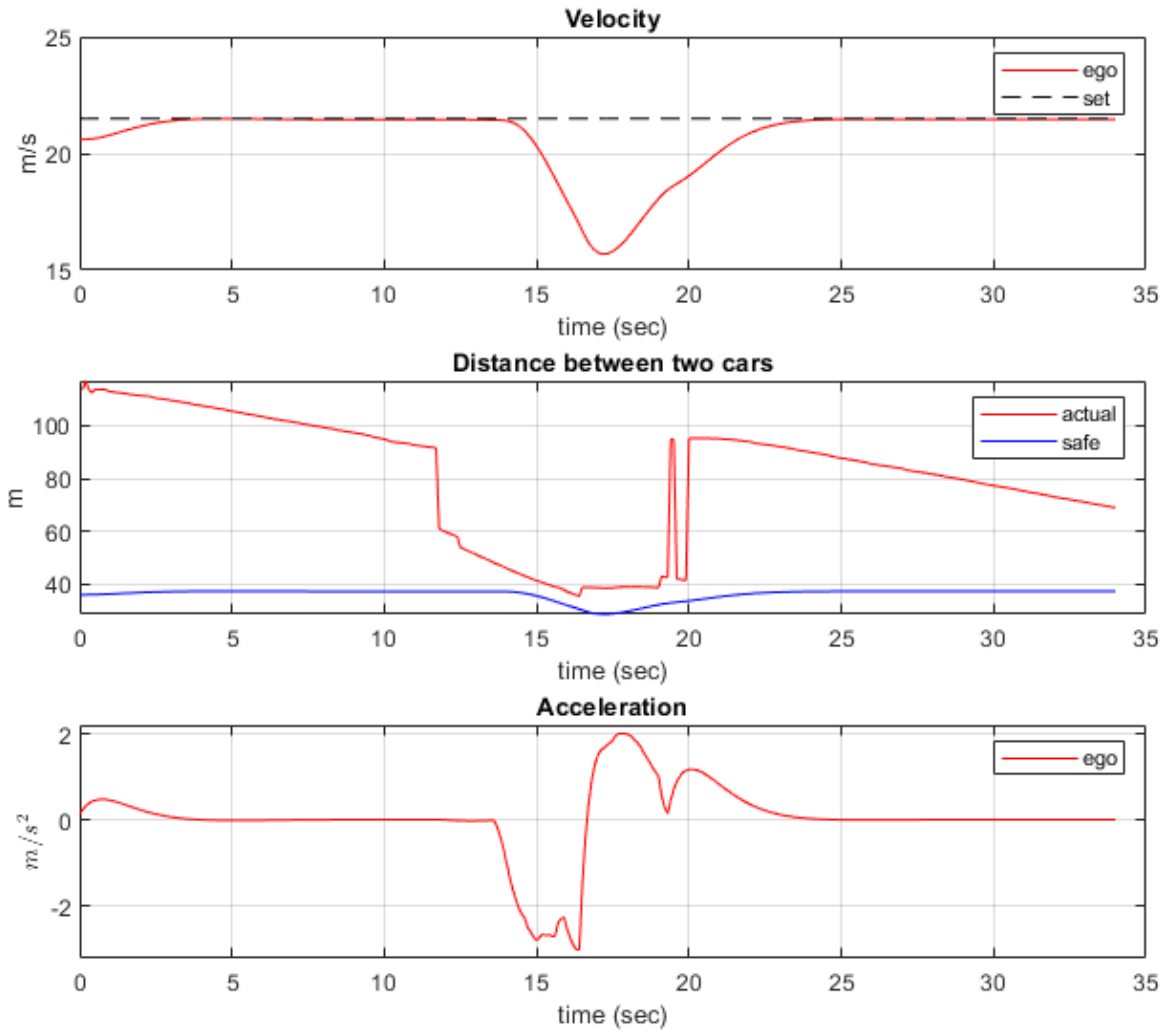 Velocity
25
20
15
m/s
ego
set
0 5 10 15 20 25 30 35
time (sec)
Distance between two cars
100
80
60
40
m
actual
safe
0 5 10 15 20 25 30 35
time (sec)
Acceleration
2
0
-2
m/s²
ego
0 5 10 15 20 25 30 35
time (sec)